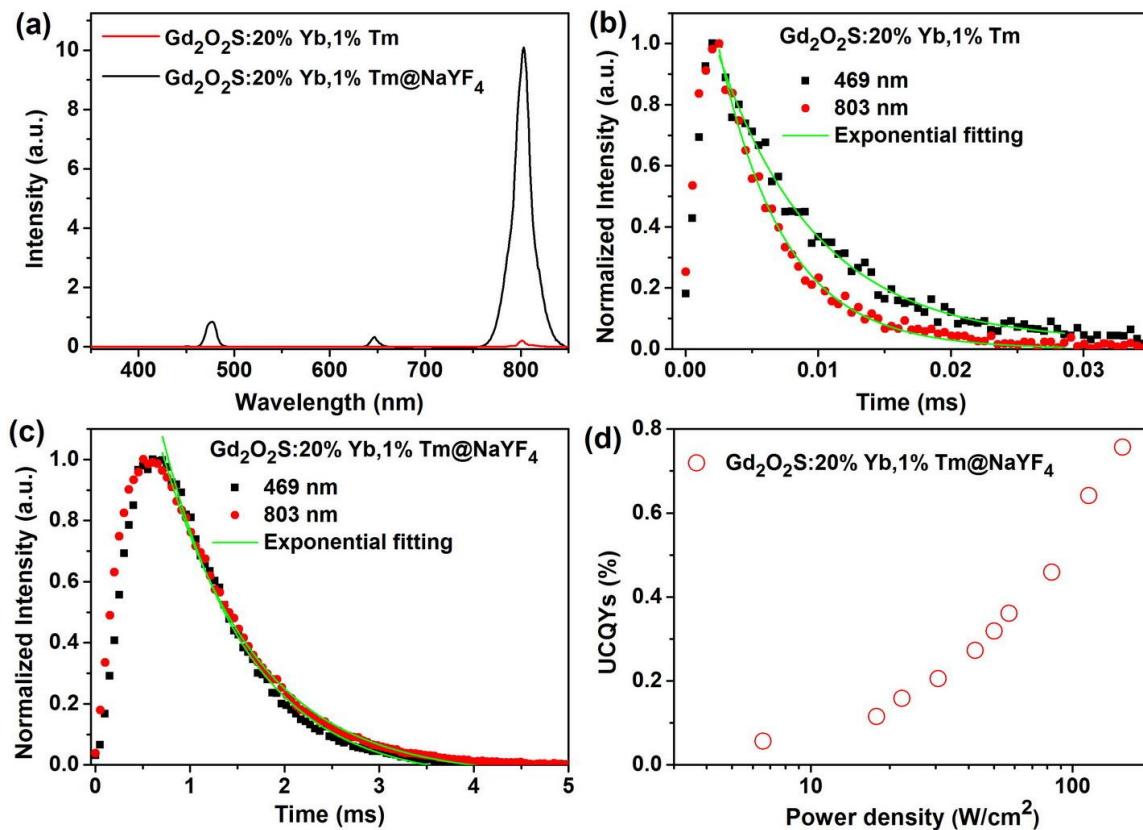 (a)
Gd₂O₂S:20% Yb,1% Tm
Gd₂O₂S:20% Yb,1% Tm@NaYF₄
Intensity (a.u.)
10
8
6
4
2
0
400 500 600 700 800
Wavelength (nm)
(b)
Gd₂O₂S:20% Yb,1% Tm
469 nm
803 nm
Exponential fitting
Normalized Intensity (a.u.)
1.0
0.8
0.6
0.4
0.2
0.0
0.00 0.01 0.02 0.03
Time (ms)
(c)
Gd₂O₂S:20% Yb,1% Tm@NaYF₄
469 nm
803 nm
Exponential fitting
Normalized Intensity (a.u.)
1.0
0.8
0.6
0.4
0.2
0.0
0 1 2 3 4 5
Time (ms)
(d)
Gd₂O₂S:20% Yb,1% Tm@NaYF₄
UCQYs (%)
0.8
0.6
0.4
0.2
0.0
10 100
Power density (W/cm²)